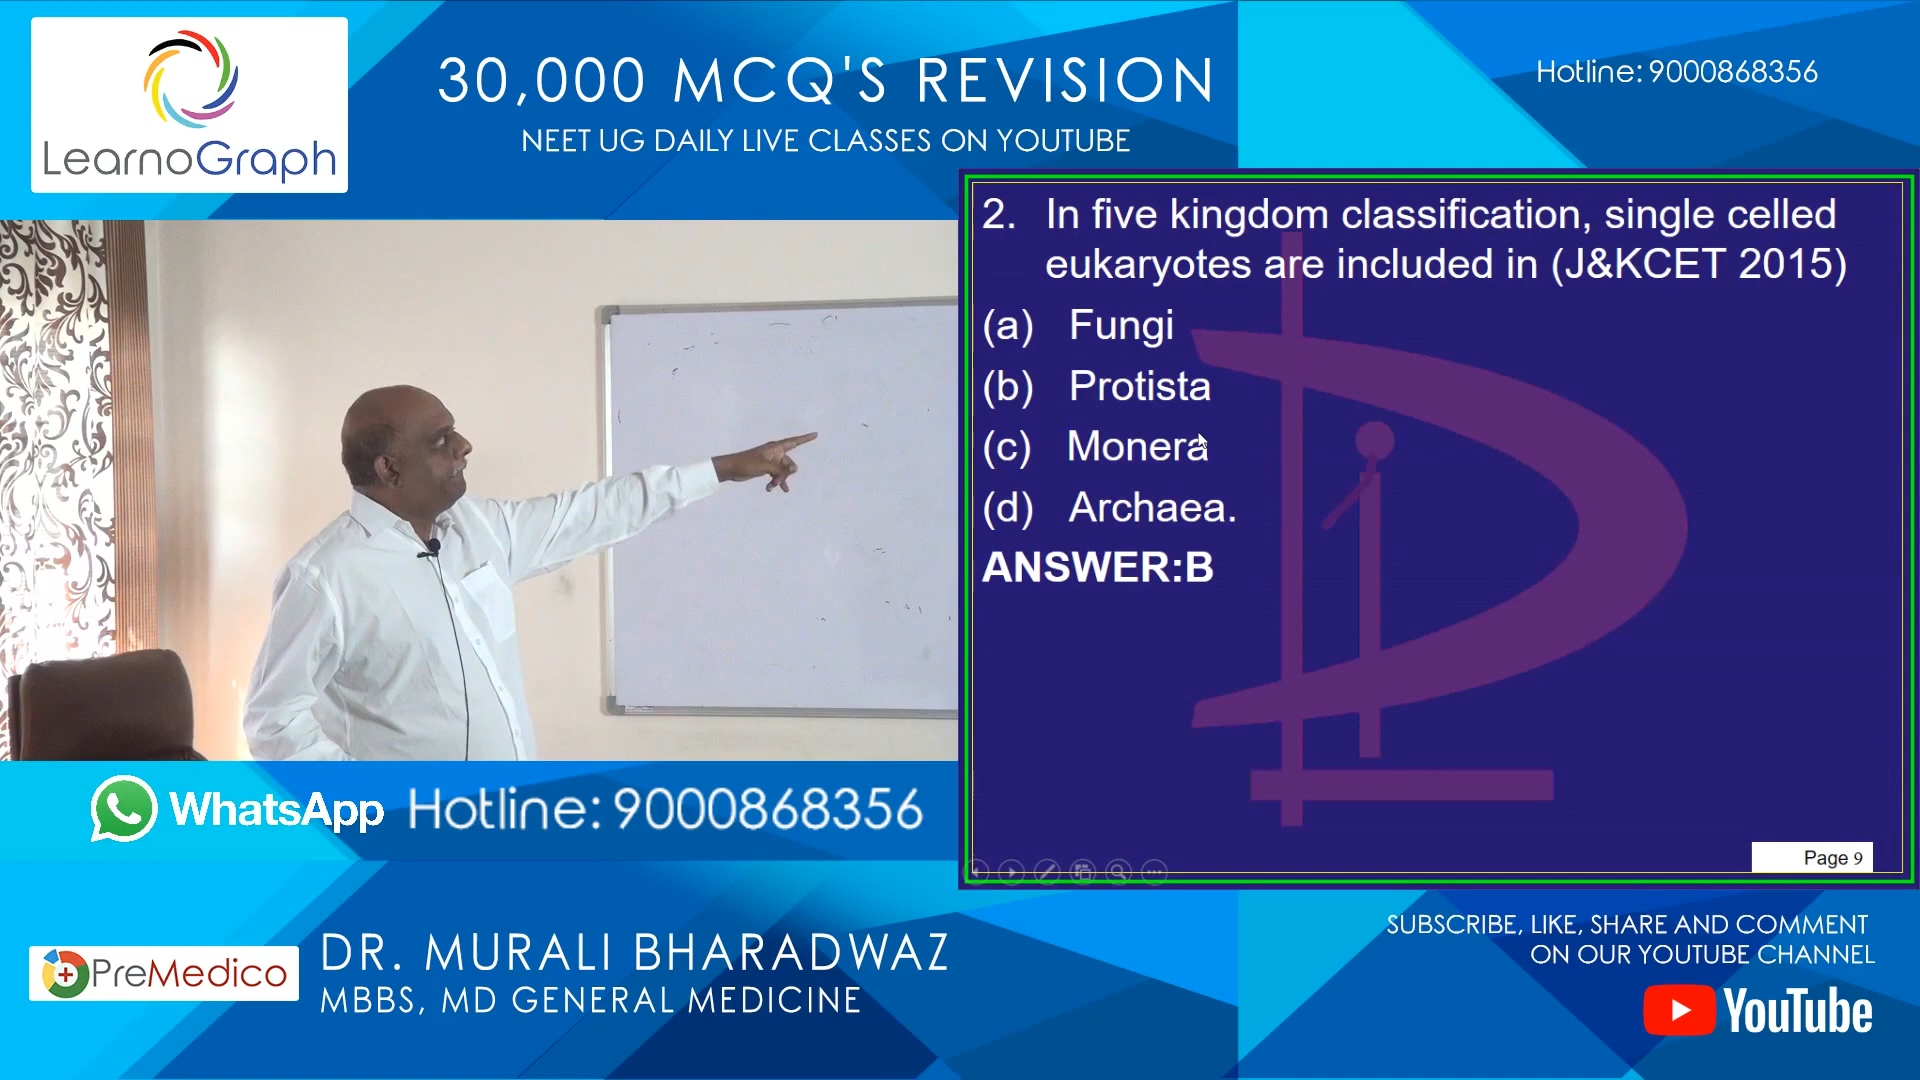 LearnoGraph
30,000 MCQ'S REVISION
NEET UG DAILY LIVE CLASSES ON YOUTUBE
Hotline: 9000868356
2. In five kingdom classification, single celled
eukaryotes are included in (J&KCET 2015)
(a) Fungi
(b) Protista
(c) Monera
(d) Archaea.
ANSWER:B
Page 9
WhatsApp Hotline: 9000868356
PreMedico
DR. MURALI BHARADWAZ
MBBS, MD GENERAL MEDICINE
SUBSCRIBE, LIKE, SHARE AND COMMENT
ON OUR YOUTUBE CHANNEL
YouTube